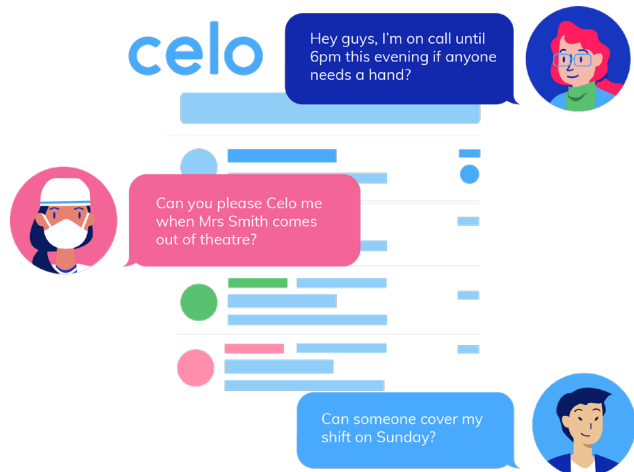 celo
Hey guys, I'm on call until
6pm this evening if anyone
needs a hand?
Can you please Celo me
when Mrs Smith comes
out of theatre?
Can someone cover my
shift on Sunday?